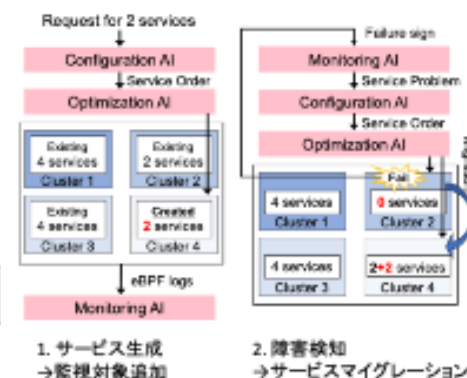 Request for 2 services
Configuration AI
Service Order
Optimization AI
Existing
4 services
Cluster 1
Existing
2 services
Cluster 2
Existing
4 services
Cluster 3
Created
2 services
Cluster 4
eBPF logs
Monitoring AI
1. サービス生成
→監視対象追加
Failure sign
Monitoring AI
Service Problem
Configuration AI
Service Order
Optimization AI
Fail
4 services
Cluster 1
0 services
Cluster 2
4 services
Cluster 3
2+2 services
Cluster 4
2. 障害検知
→サービスマイグレーション